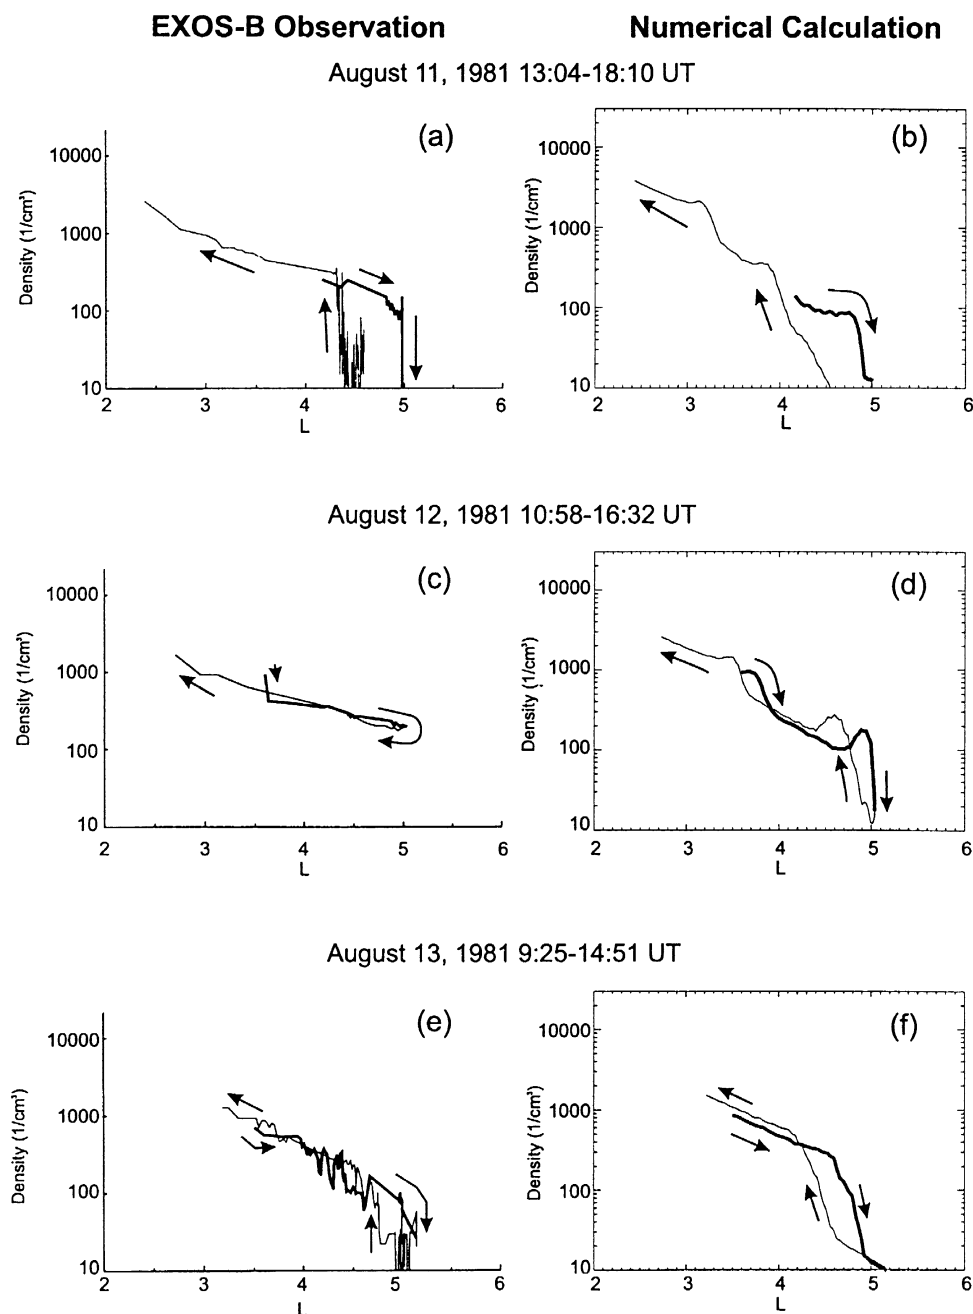 EXOS-B Observation Numerical Calculation
August 11, 1981 13:04-18:10 UT
(a) (b)
10000 10000
1000 1000
100 100
10 10
Density (1/cm³) Density (1/cm³)
2 3 4 5 6 2 3 4 5 6
L L
August 12, 1981 10:58-16:32 UT
(c) (d)
10000 10000
1000 1000
100 100
10 10
Density (1/cm³) Density (1/cm³)
2 3 4 5 6 2 3 4 5 6
L L
August 13, 1981 9:25-14:51 UT
(e) (f)
10000 10000
1000 1000
100 100
10 10
Density (1/cm³) Density (1/cm³)
2 3 4 5 6 2 3 4 5 6
L L